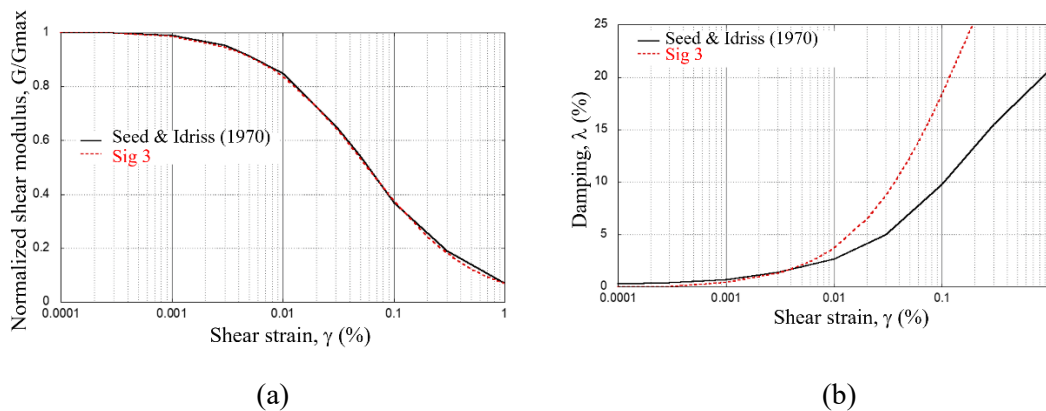 Normalized shear modulus, G/Gmax
1
0.8
0.6
0.4
0.2
0
Seed & Idriss (1970)
Sig 3
0.0001 0.001 0.01 0.1 1
Shear strain, γ (%)
(a)
Damping, λ (%)
25
20
15
10
5
0
Seed & Idriss (1970)
Sig 3
0.0001 0.001 0.01 0.1
Shear strain, γ (%)
(b)